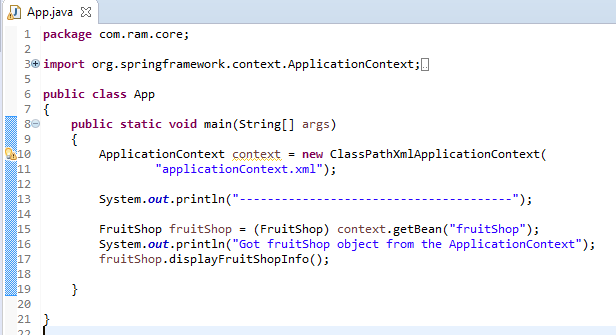 App.java
1 package com.ram.core;
2
3 import org.springframework.context.ApplicationContext;
5
6 public class App
7 {
8 public static void main(String[] args)
9 {
10 ApplicationContext context = new ClassPathXmlApplicationContext(
11 "applicationContext.xml");
12
13 System.out.println("---------------------------------------");
14
15 FruitShop fruitShop = (FruitShop) context.getBean("fruitShop");
16 System.out.println("Got fruitShop object from the ApplicationContext");
17 fruitShop.displayFruitShopInfo();
18
19 }
20
21 }
22